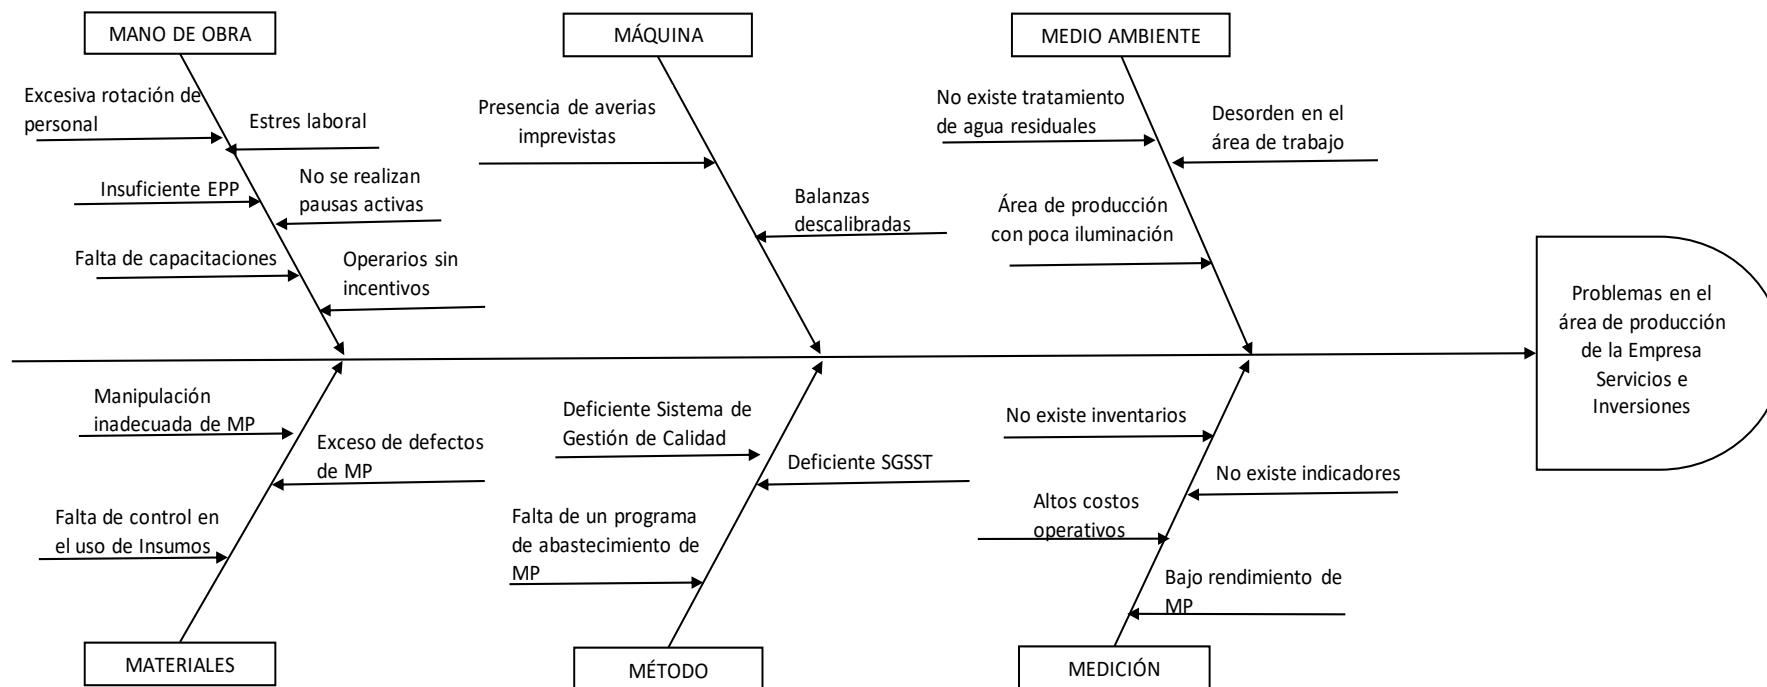 MANO DE OBRA
MÁQUINA
MEDIO AMBIENTE
Excesiva rotación de
personal
Estres laboral
Insuficiente EPP
No se realizan
pausas activas
Falta de capacitaciones
Operarios sin
incentivos
Presencia de averias
imprevistas
Balanzas
descalibradas
No existe tratamiento
de agua residuales
Desorden en el
área de trabajo
Área de producción
con poca iluminación
Problemas en el
área de producción
de la Empresa
Servicios e
Inversiones
Manipulación
inadecuada de MP
Exceso de defectos
de MP
Falta de control en
el uso de Insumos
Deficiente Sistema de
Gestión de Calidad
Deficiente SGSST
Falta de un programa
de abastecimiento de
MP
No existe inventarios
No existe indicadores
Altos costos
operativos
Bajo rendimiento de
MP
MATERIALES
MÉTODO
MEDICIÓN